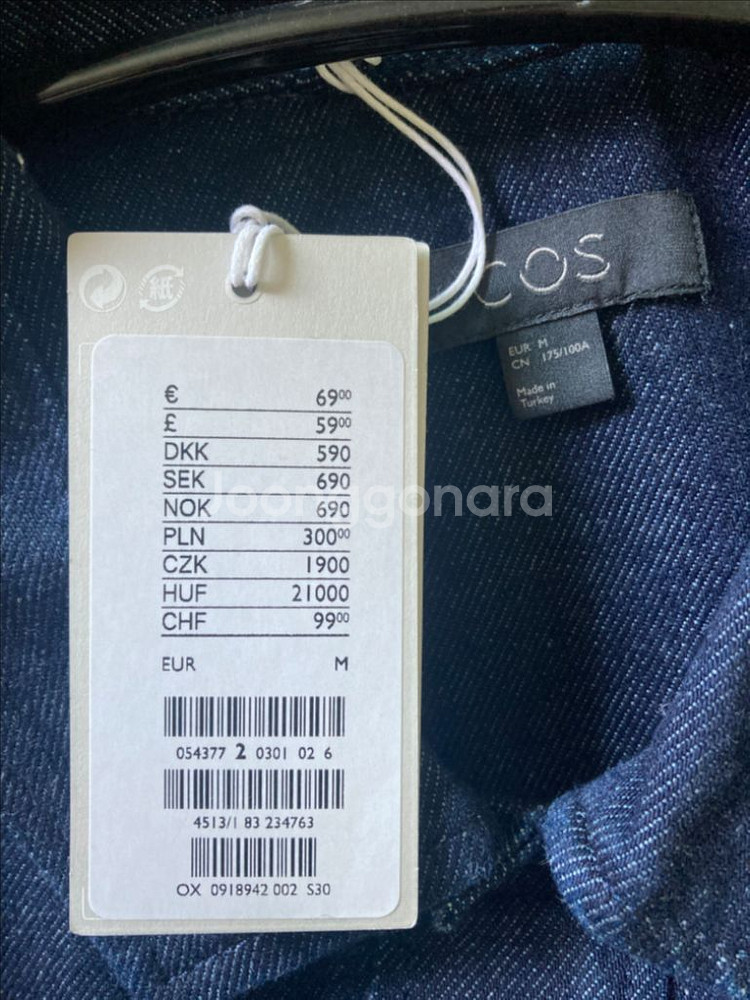 紙
COS
EUR M
CN 175/100A
Made in
Turkey
€ 69⁰⁰
£ 59⁰⁰
DKK 590
SEK 690
NOK 690
PLN 300⁰⁰
CZK 1900
HUF 21000
CHF 99⁰⁰
EUR M
054377 2 0301 02 6
4513/1 83 234763
OX 0918942 002 S30
Joonggonara